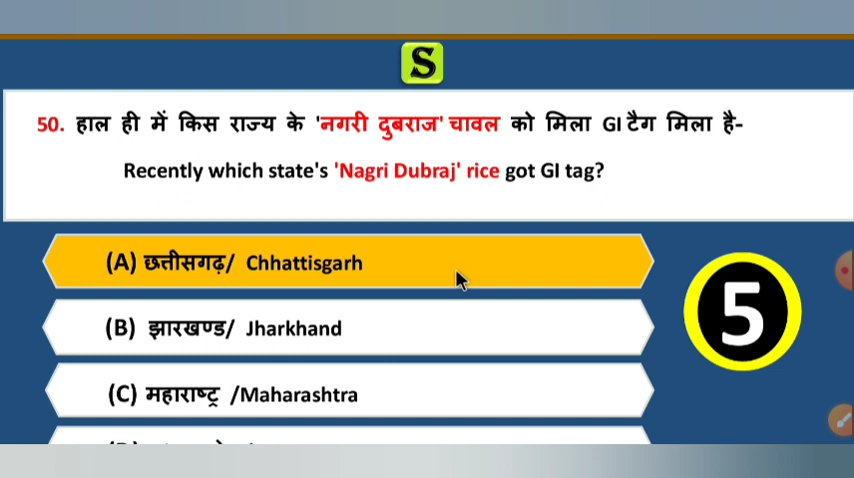 S
50. हाल ही में किस राज्य के 'नगरी दुबराज' चावल को मिला GI टैग मिला है-
Recently which state's 'Nagri Dubraj' rice got GI tag?
(A) छत्तीसगढ़/ Chhattisgarh
5
(B) झारखण्ड/ Jharkhand
(C) महाराष्ट्र /Maharashtra